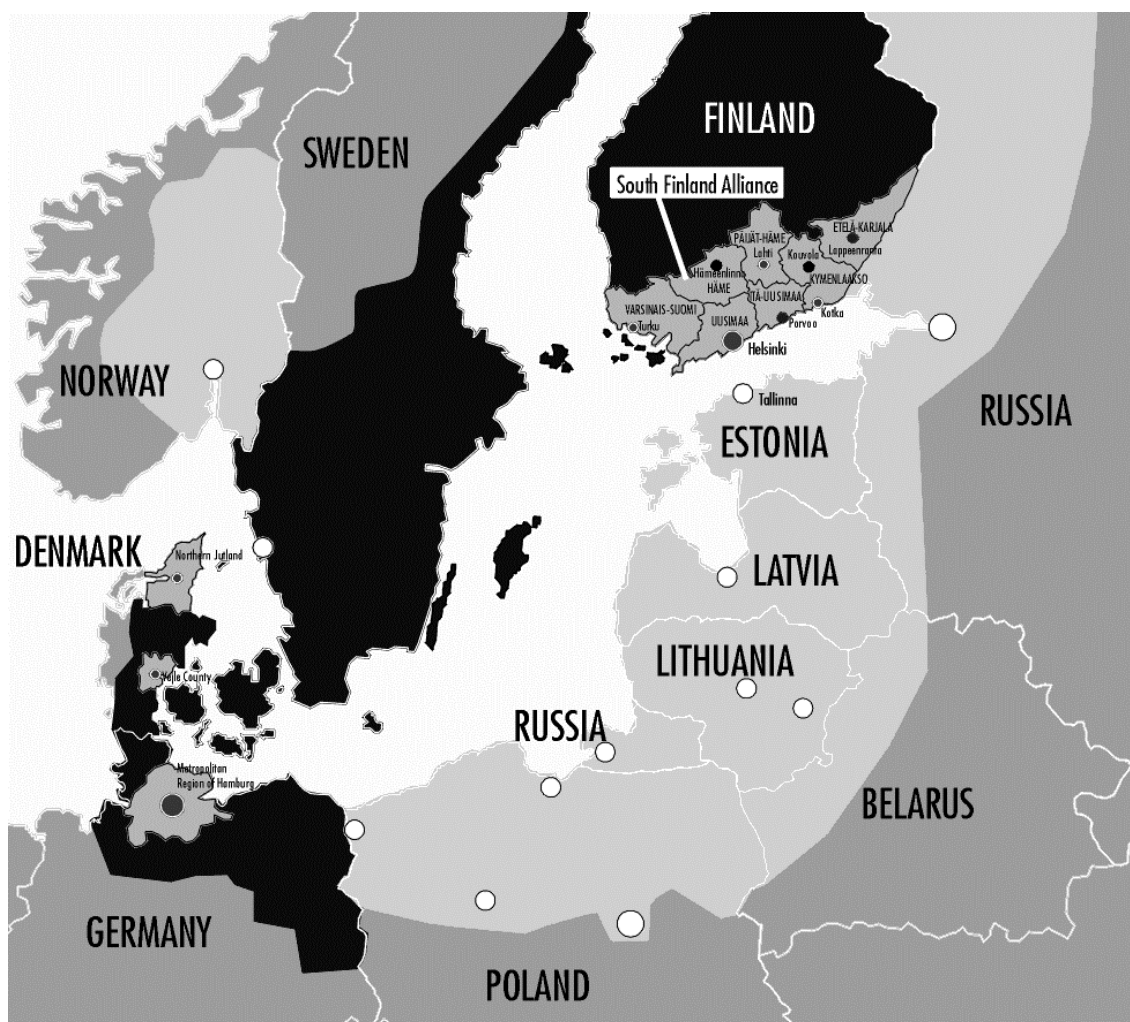 FINLAND
SWEDEN
South Finland Alliance
ETELÄ-KARJALA
PÄIJÄT-HÄME
Lahti
Lappeenranta
Kouvola
Hämeenlinna
HÄME
KYMENLAAKSO
ITÄ-UUSIMAA
VARSINAIS-SUOMI
Kotka
UUSIMAA
Porvoo
Turku
Helsinki
NORWAY
Tallinna
RUSSIA
ESTONIA
DENMARK
Northern Jutland
LATVIA
LITHUANIA
Vejle County
RUSSIA
Metropolitan
Region of Hamburg
BELARUS
GERMANY
POLAND